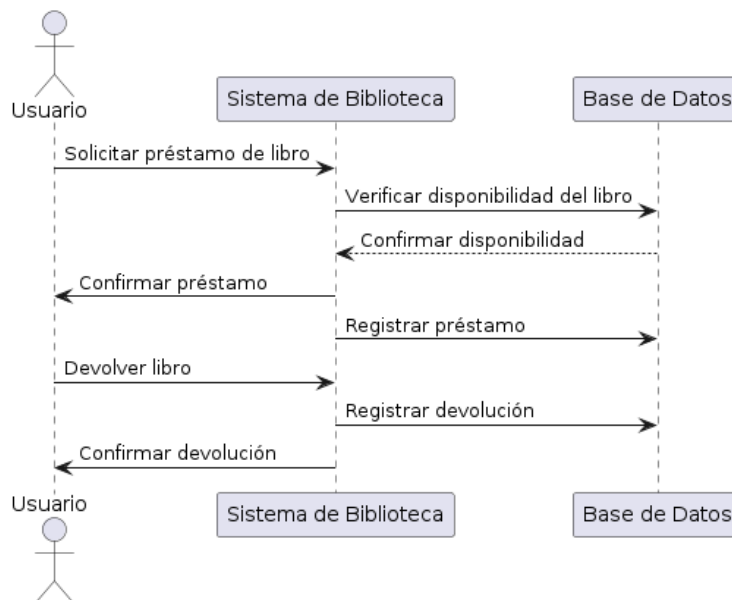 Usuario
Sistema de Biblioteca
Base de Datos
Solicitar préstamo de libro
Verificar disponibilidad del libro
Confirmar disponibilidad
Confirmar préstamo
Registrar préstamo
Devolver libro
Registrar devolución
Confirmar devolución
Usuario
Sistema de Biblioteca
Base de Datos